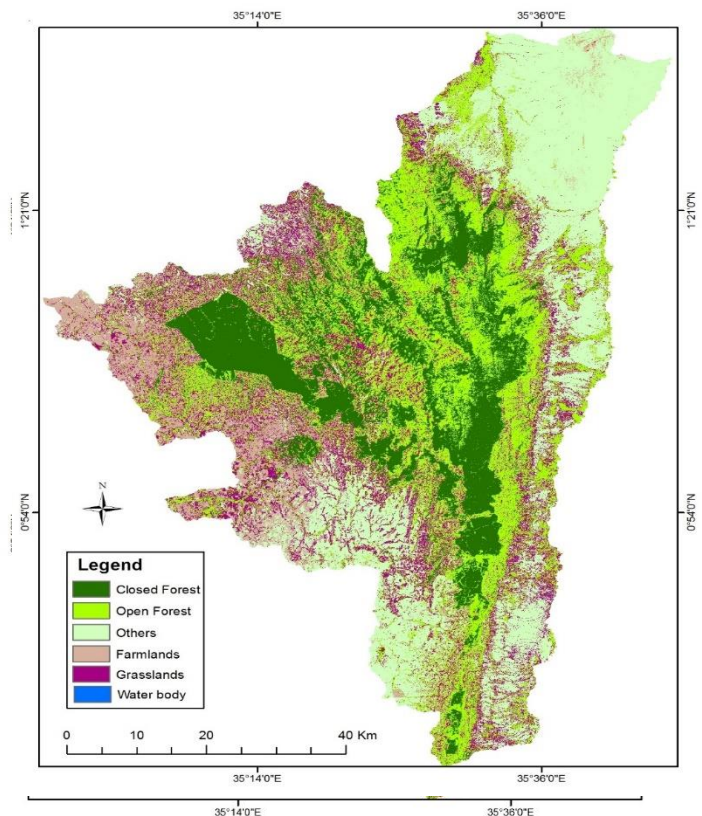 35°14'0"E 35°36'0"E
1°21'0"N 1°21'0"N
0°54'0"N 0°54'0"N
N
Legend
Closed Forest
Open Forest
Others
Farmlands
Grasslands
Water body
0 10 20 40 Km
35°14'0"E 35°36'0"E
35°14'0"E 35°36'0"E